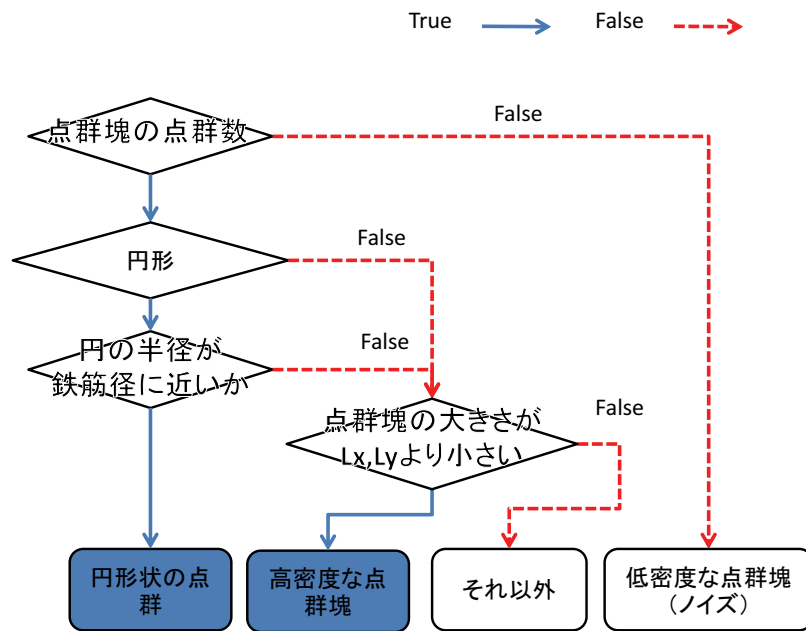 True
False
点群塊の点群数
False
円形
False
円の半径が
鉄筋径に近いか
False
点群塊の大きさが
Lx,Lyより小さい
False
円形状の点
群
高密度な点
群塊
それ以外
低密度な点群塊
(ノイズ)